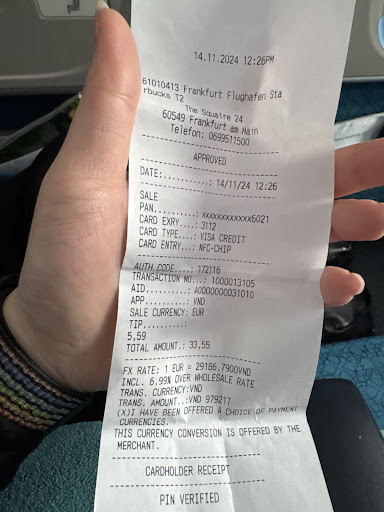 14.11.2024 12:26PM
61010413 Frankfurt Flughafen Sta
rbucks T2
The Squaire 24
60549 Frankfurt am Main
Telefon: 0699511500
APPROVED
DATE:..........: 14/11/24 12:26
SALE
PAN..........: xxxxxxxxxxxx6021
CARD EXRY....: 3112
CARD TYPE....: VISA CREDIT
CARD ENTRY...: NFC-CHIP
AUTH CODE....: 172116
TRANSACTION NO...: 1000013105
AID..........: A0000000031010
APP..........: VND
SALE CURRENCY: EUR
TIP..........:
5,59
TOTAL AMOUNT.: 33,55
FX RATE: 1 EUR = 29186,7900VND
INCL. 6.99% OVER WHOLESALE RATE
TRANS. CURRENCY:VND
TRANS. AMOUNT..:VND 979217
(X)I HAVE BEEN OFFERED A CHOICE OF PAYMENT
CURRENCIES.
THIS CURRENCY CONVERSION IS OFFERED BY THE
MERCHANT.
CARDHOLDER RECEIPT
PIN VERIFIED